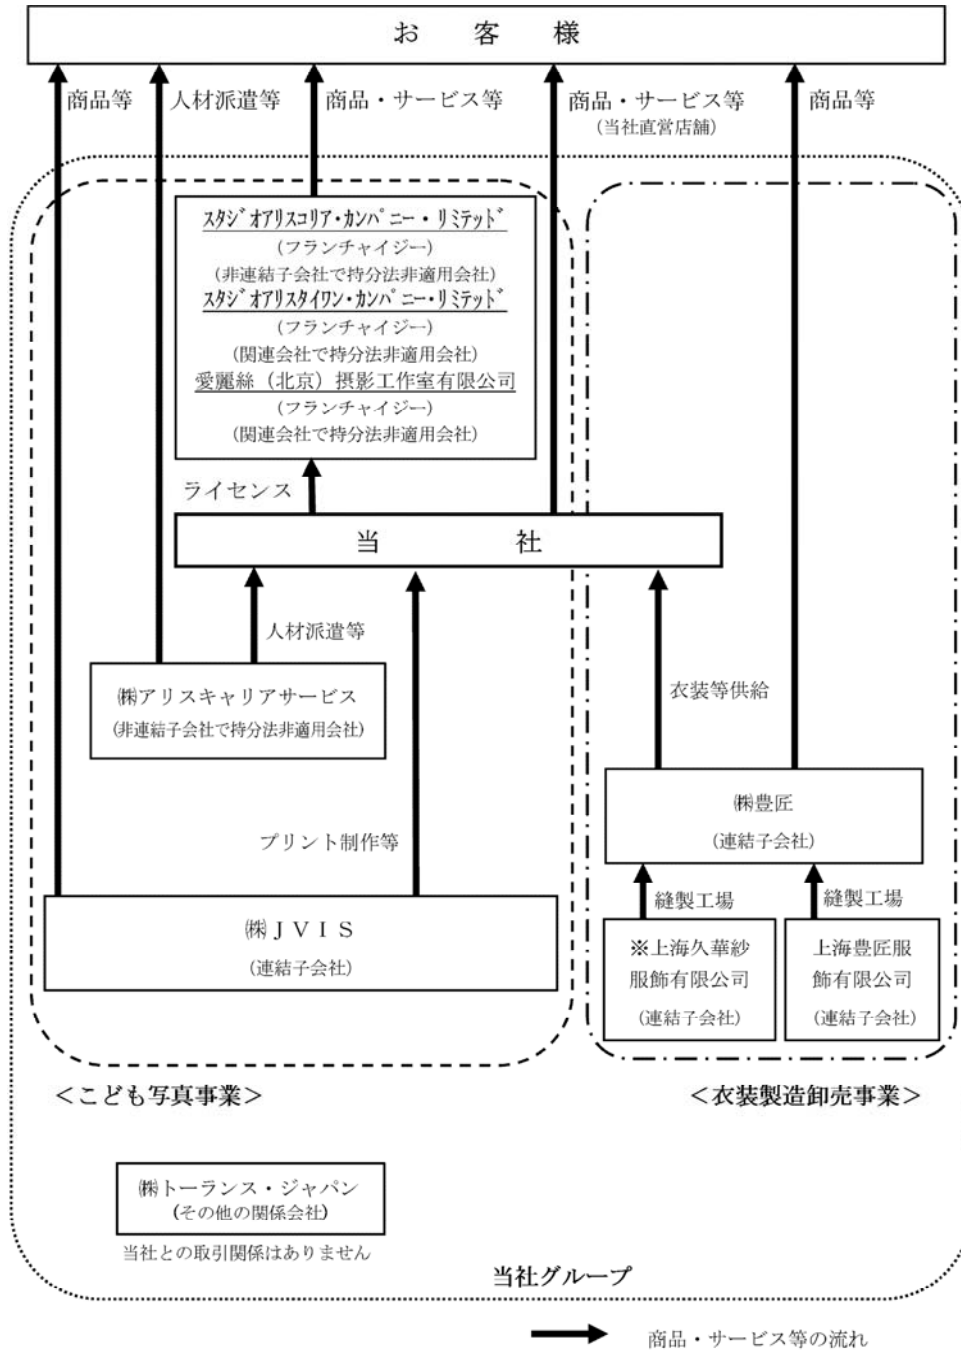 お客様
商品等
人材派遣等
商品・サービス等
商品・サービス等
(当社直営店舗)
商品等
スタジオアリスコリア・カンパニー・リミテッド
(フランチャイジー)
(非連結子会社で持分法非適用会社)
スタジオアリスタイワン・カンパニー・リミテッド
(フランチャイジー)
(関連会社で持分法非適用会社)
愛麗絲（北京）摂影工作室有限公司
(フランチャイジー)
(関連会社で持分法非適用会社)
ライセンス
当社
人材派遣等
㈱アリスキャリアサービス
(非連結子会社で持分法非適用会社)
衣装等供給
㈱豊匠
(連結子会社)
プリント制作等
縫製工場
縫製工場
㈱ＪＶＩＳ
(連結子会社)
※上海久華紗
服飾有限公司
(連結子会社)
上海豊匠服
飾有限公司
(連結子会社)
＜こども写真事業＞
＜衣装製造卸売事業＞
㈱トーランス・ジャパン
(その他の関係会社)
当社との取引関係はありません
当社グループ
商品・サービス等の流れ